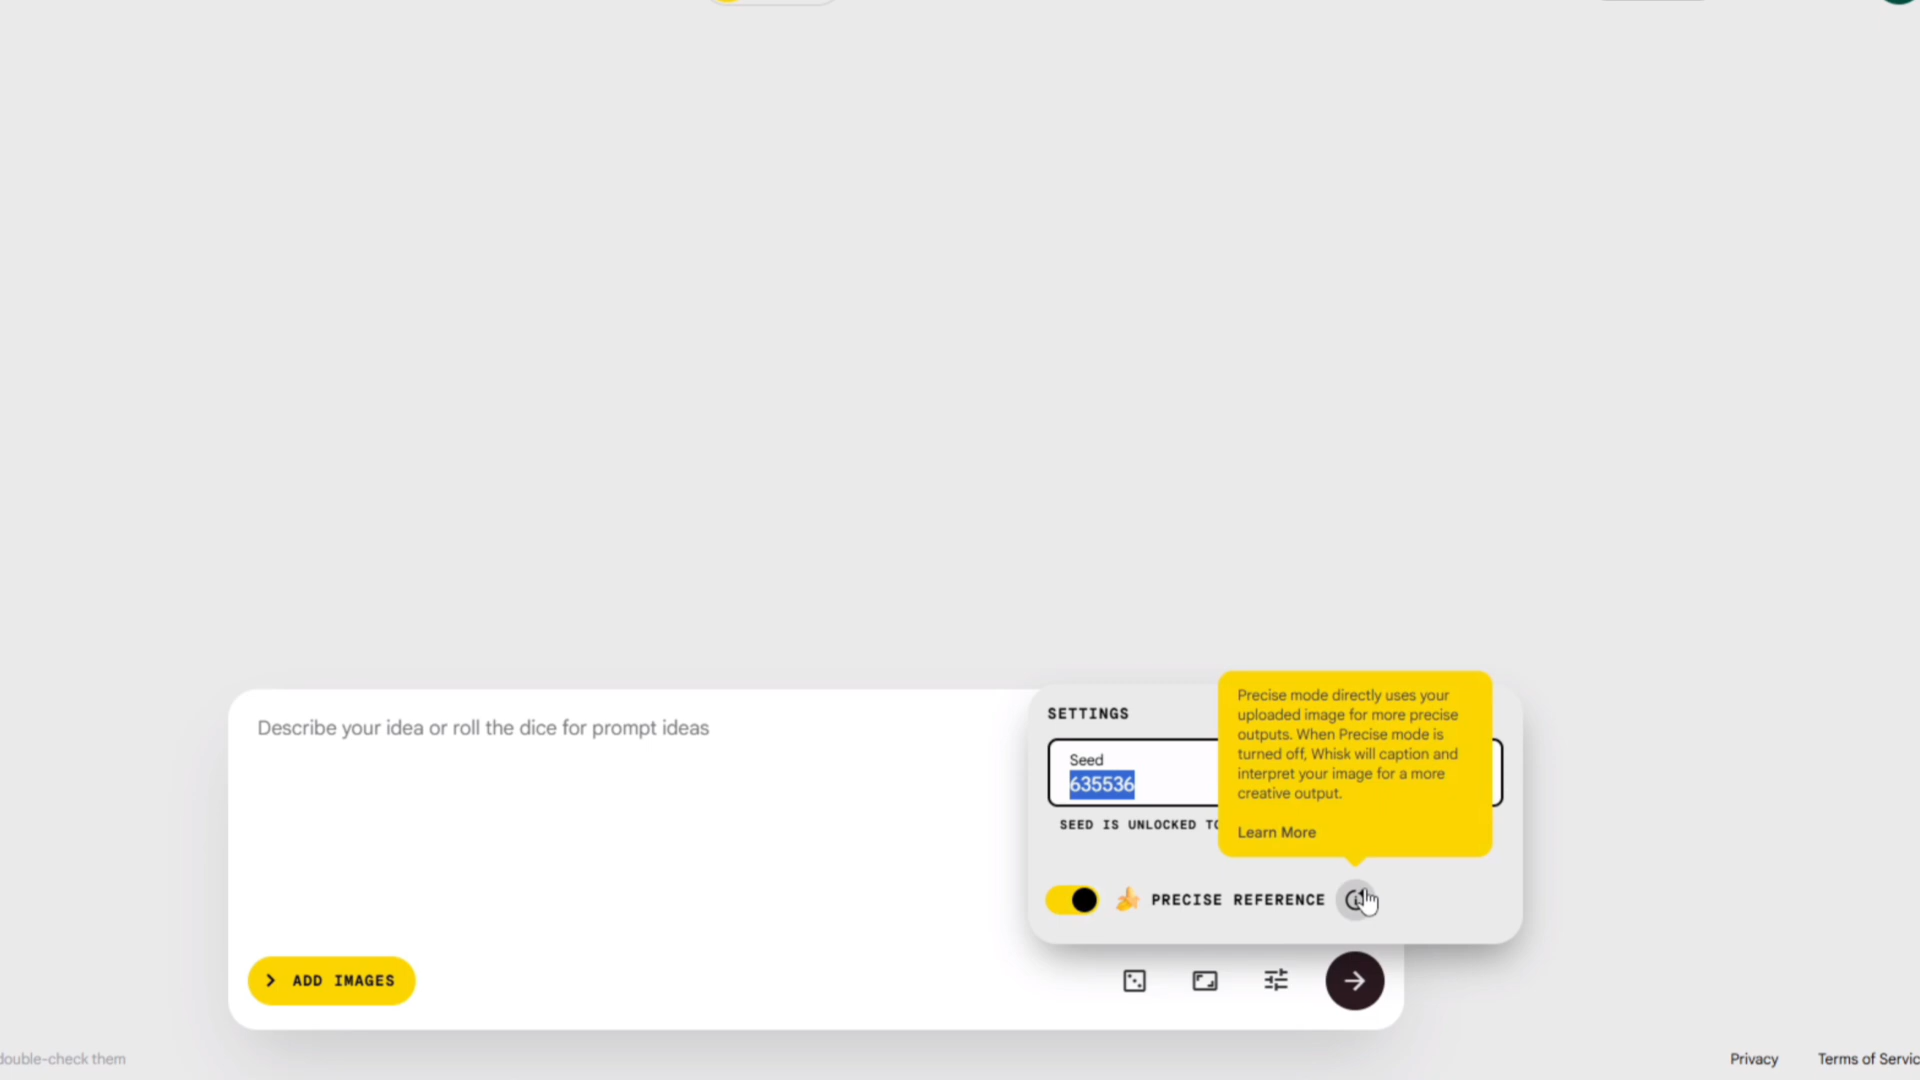 Describe your idea or roll the dice for prompt ideas
SETTINGS
Seed
635536
SEED IS UNLOCKED
Precise mode directly uses your
uploaded image for more precise
outputs. When Precise mode is
turned off, Whisk will caption and
interpret your image for a more
creative output.
Learn More
PRECISE REFERENCE
ADD IMAGES
double-check them
Privacy
Terms of